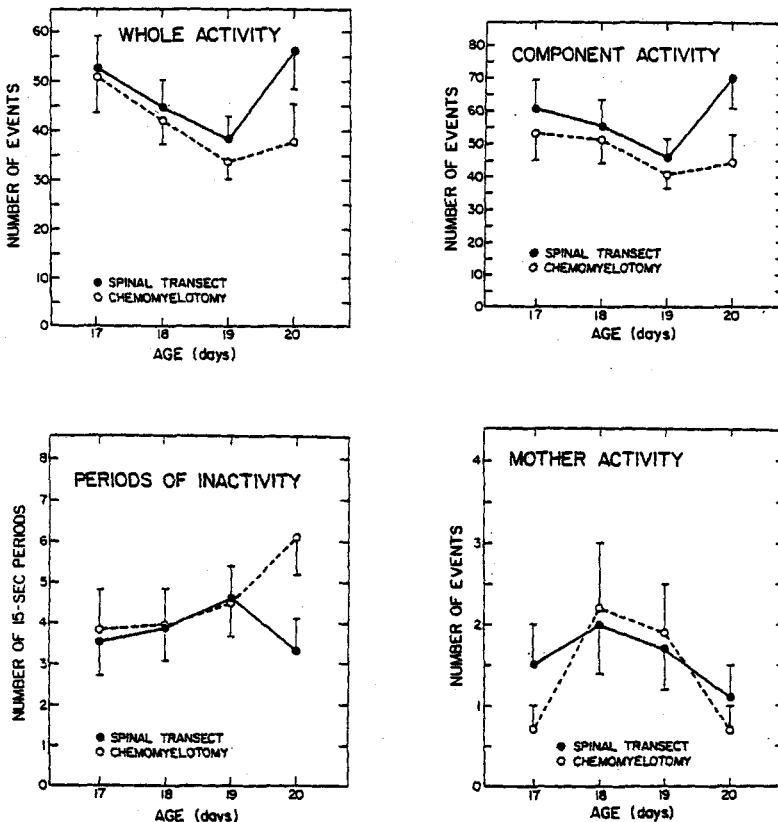 WHOLE ACTIVITY
NUMBER OF EVENTS
60
50
40
30
20
10
0
● SPINAL TRANSECT
○ CHEMOMYELOTOMY
17 18 19 20
AGE (days)
COMPONENT ACTIVITY
NUMBER OF EVENTS
80
70
60
50
40
30
20
10
0
● SPINAL TRANSECT
○ CHEMOMYELOTOMY
17 18 19 20
AGE (days)
PERIODS OF INACTIVITY
NUMBER OF 15-SEC PERIODS
8
7
6
5
4
3
2
1
0
● SPINAL TRANSECT
○ CHEMOMYELOTOMY
17 18 19 20
AGE (days)
MOTHER ACTIVITY
NUMBER OF EVENTS
4
3
2
1
0
● SPINAL TRANSECT
○ CHEMOMYELOTOMY
17 18 19 20
AGE (days)